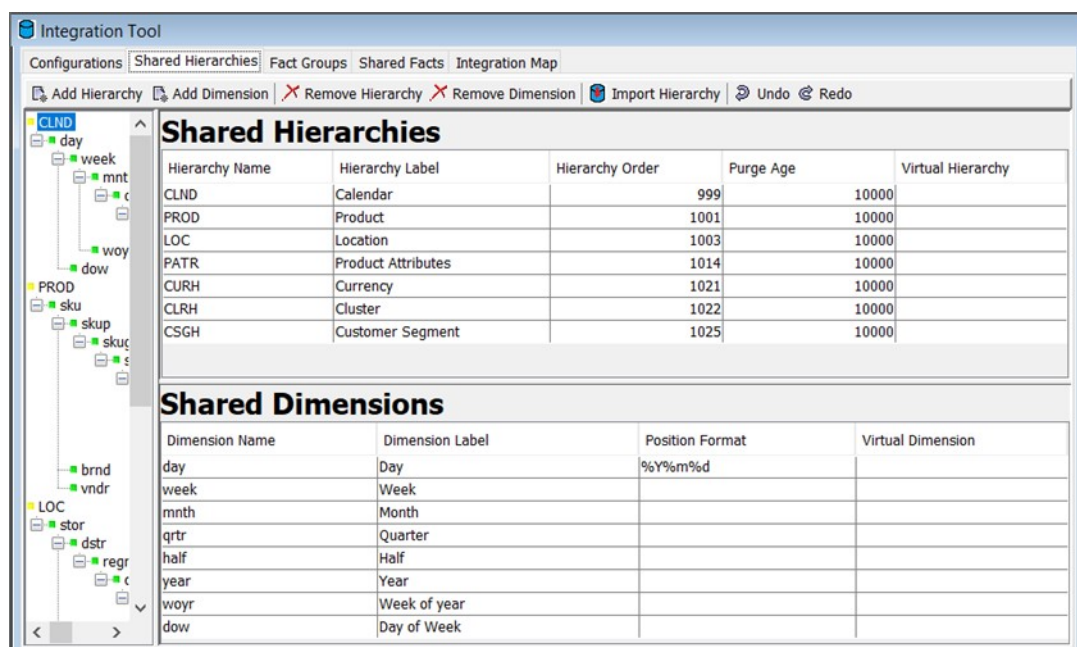 Integration Tool
Configurations Shared Hierarchies Fact Groups Shared Facts Integration Map
Add Hierarchy Add Dimension Remove Hierarchy Remove Dimension Import Hierarchy Undo Redo
CLND
day
week
mnt
woy
dow
PROD
sku
skup
skug
s
brnd
vndr
LOC
stor
dstr
regr
Shared Hierarchies
Hierarchy Name Hierarchy Label Hierarchy Order Purge Age Virtual Hierarchy
CLND Calendar 999 10000
PROD Product 1001 10000
LOC Location 1003 10000
PATR Product Attributes 1014 10000
CURH Currency 1021 10000
CLRH Cluster 1022 10000
CSGH Customer Segment 1025 10000
Shared Dimensions
Dimension Name Dimension Label Position Format Virtual Dimension
day Day %Y%m%d
week Week
mnth Month
qrtr Quarter
half Half
year Year
woyr Week of year
dow Day of Week